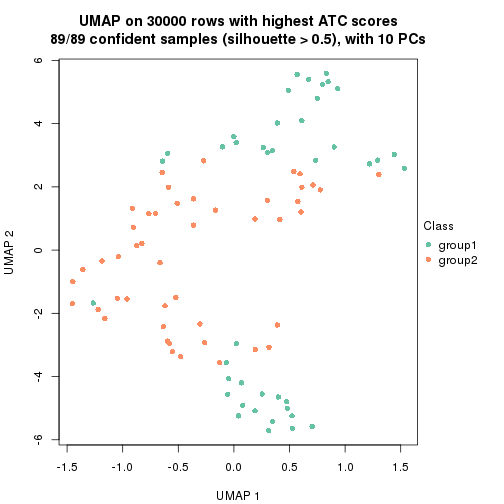 UMAP on 30000 rows with highest ATC scores
89/89 confident samples (silhouette > 0.5), with 10 PCs
6
4
2
0
-2
-4
-6
UMAP 2
-1.5 -1.0 -0.5 0.0 0.5 1.0 1.5
UMAP 1
Class
group1
group2